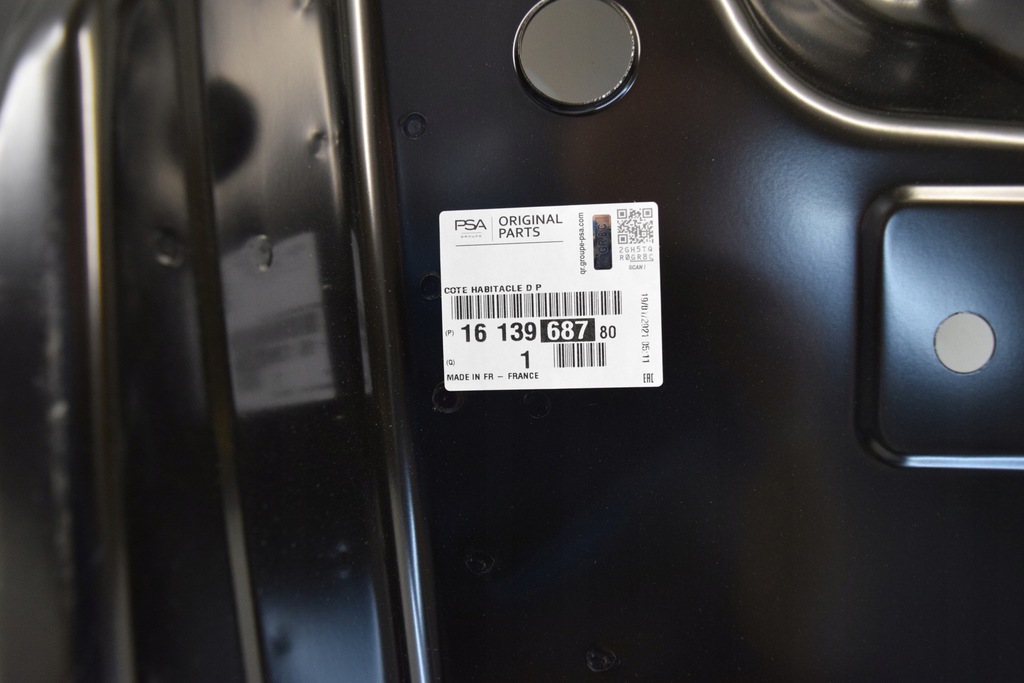 PSA
GROUPE
ORIGINAL
PARTS
qr.groupe-psa.com
2GH5TQ
R0GR8C
SCAN !
COTE HABITACLE D P
(P) 16 139 687 80
(Q) 1
MADE IN FR – FRANCE
EAC